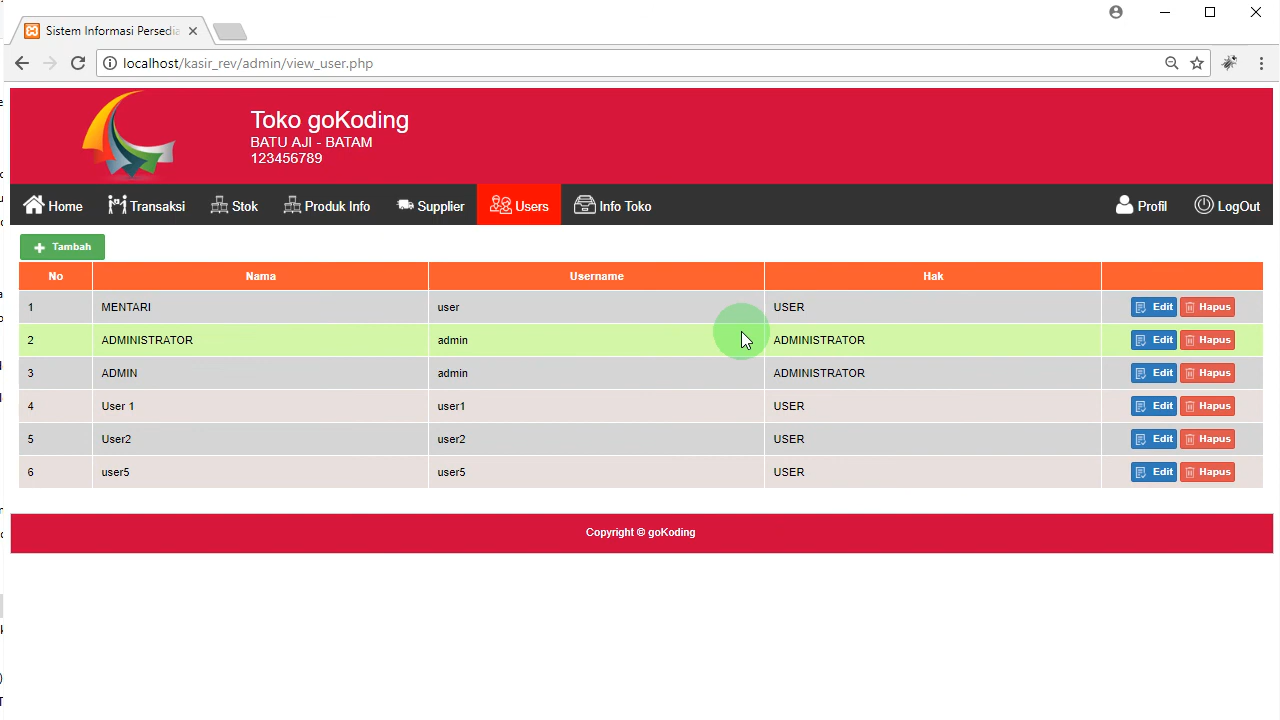 Sistem Informasi Persedia
localhost/kasir_rev/admin/view_user.php
Toko goKoding
BATU AJI - BATAM
123456789
Home Transaksi Stok Produk Info Supplier Users Info Toko Profil LogOut
Tambah
No Nama Username Hak
1 MENTARI user USER Edit Hapus
2 ADMINISTRATOR admin ADMINISTRATOR Edit Hapus
3 ADMIN admin ADMINISTRATOR Edit Hapus
4 User 1 user1 USER Edit Hapus
5 User2 user2 USER Edit Hapus
6 user5 user5 USER Edit Hapus
Copyright © goKoding